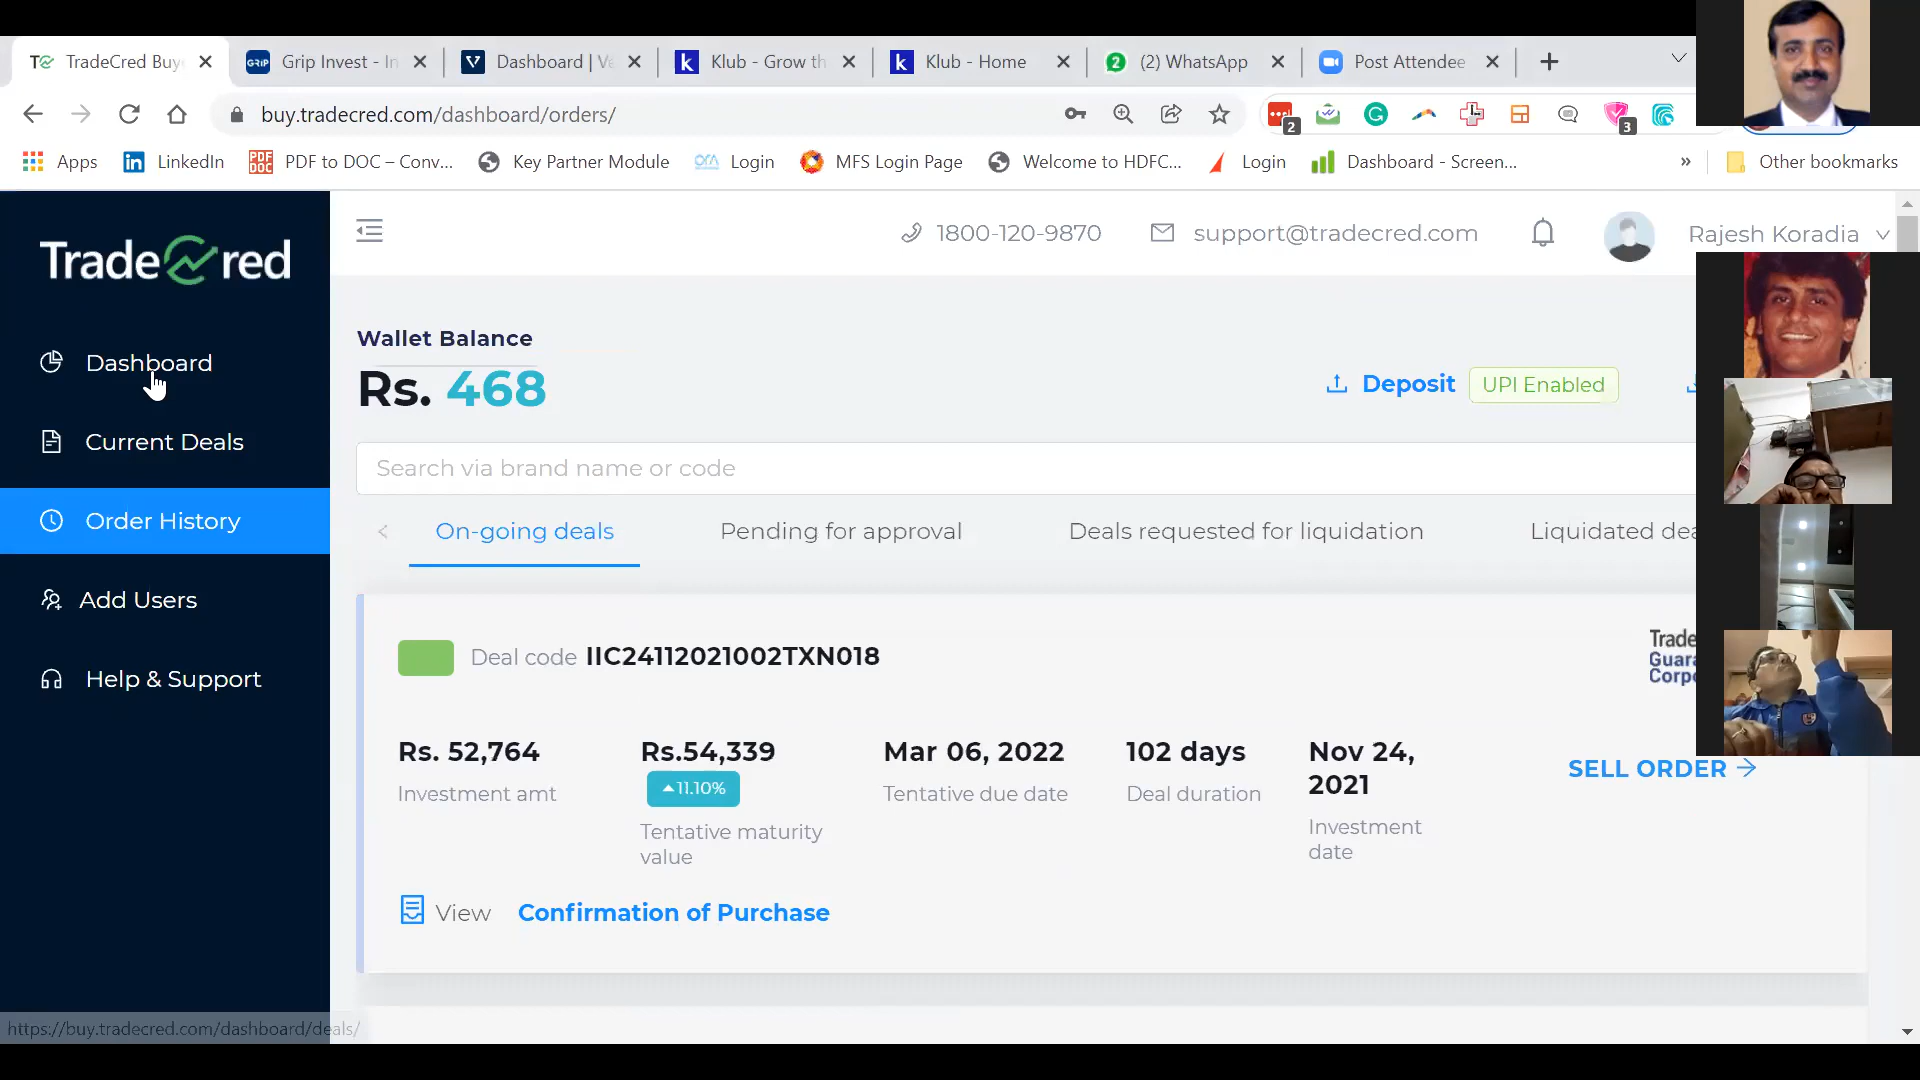 TradeCred Buy
Grip Invest - In
Dashboard | Ve
Klub - Grow th
Klub - Home
(2) WhatsApp
Post Attendee
buy.tradecred.com/dashboard/orders/
2
3
Apps
LinkedIn
PDF to DOC – Conv...
Key Partner Module
Login
MFS Login Page
Welcome to HDFC...
Login
Dashboard - Screen...
»
Other bookmarks
TradeCred
1800-120-9870
support@tradecred.com
Rajesh Koradia
Dashboard
Current Deals
Order History
Add Users
Help & Support
Wallet Balance
Rs. 468
Deposit
UPI Enabled
Search via brand name or code
On-going deals
Pending for approval
Deals requested for liquidation
Liquidated dea
Deal code IIC24112021002TXN018
Trade
Guara
Corpo
Rs. 52,764
Investment amt
Rs.54,339
11.10%
Tentative maturity
value
Mar 06, 2022
Tentative due date
102 days
Deal duration
Nov 24,
2021
Investment
date
SELL ORDER
View
Confirmation of Purchase
https://buy.tradecred.com/dashboard/deals/